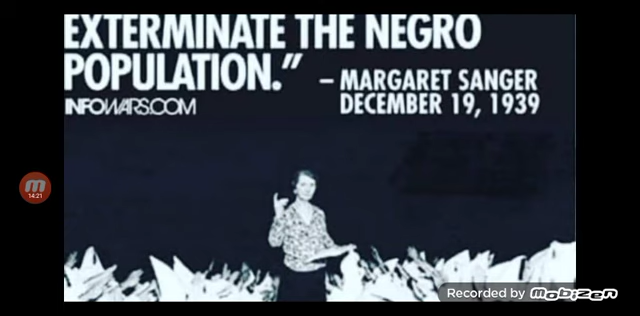 EXTERMINATE THE NEGRO
POPULATION.”
– MARGARET SANGER
INFOWARS.COM
DECEMBER 19, 1939
14:21
Recorded by Mobizen